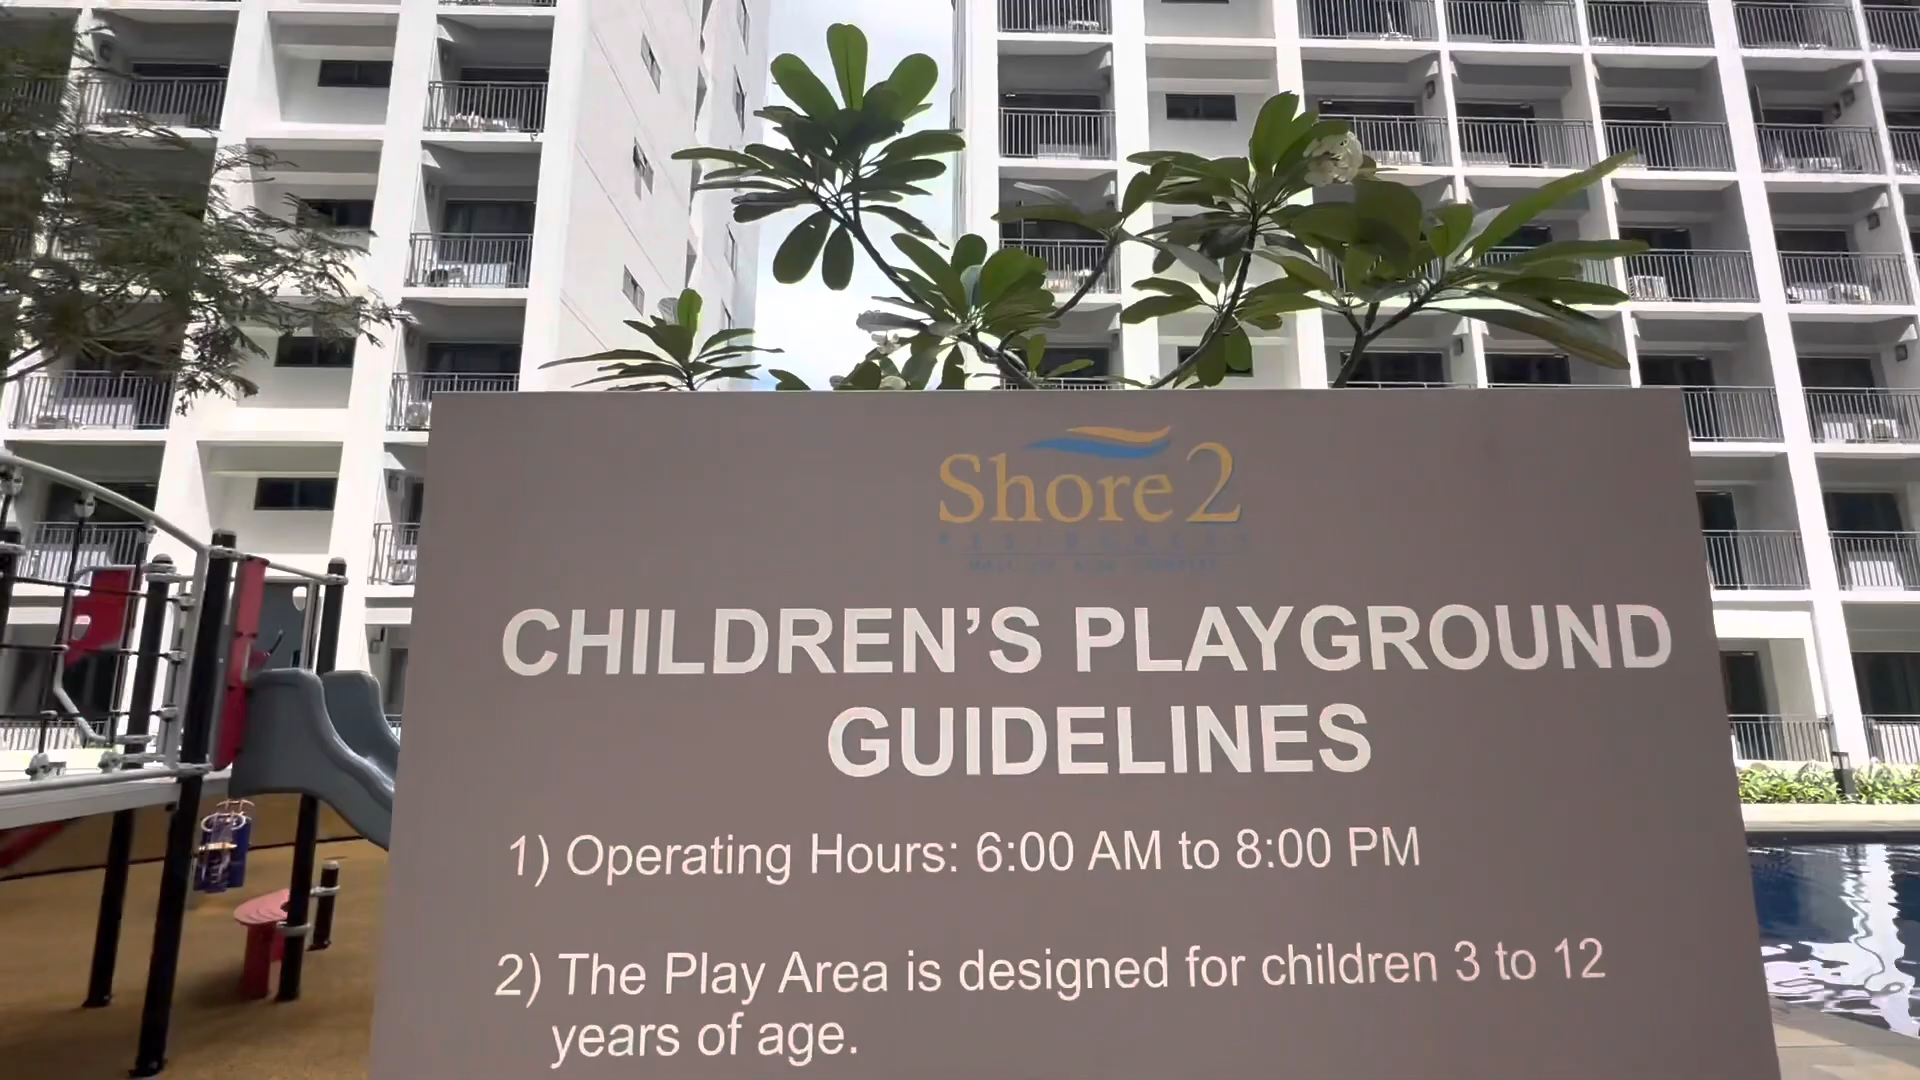 Shore 2
RESIDENCES
CHILDREN'S PLAYGROUND
GUIDELINES
1) Operating Hours: 6:00 AM to 8:00 PM
2) The Play Area is designed for children 3 to 12
years of age.